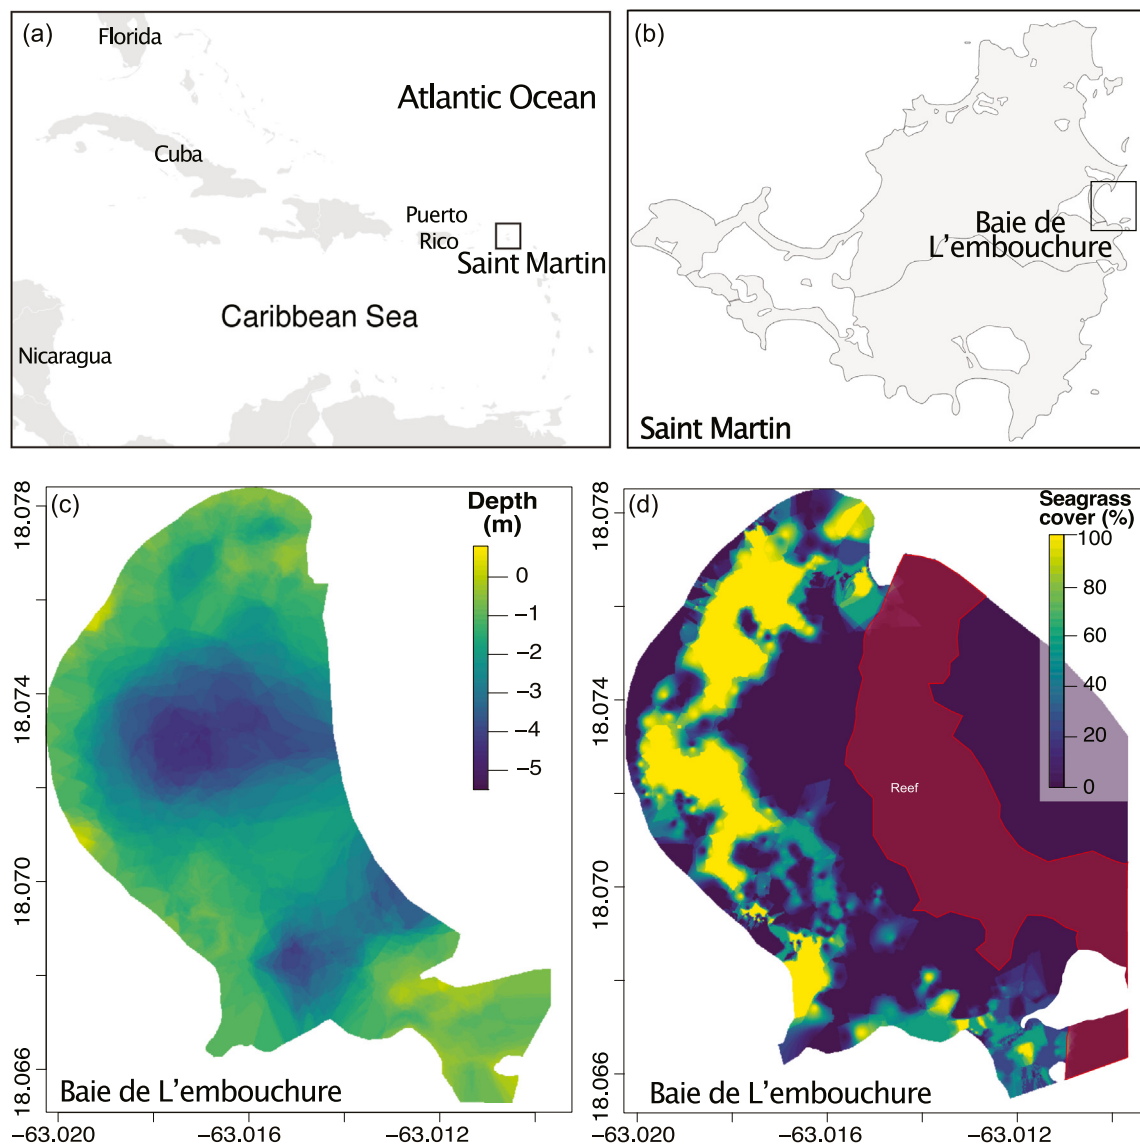 (a)
Florida
Atlantic Ocean
Cuba
Puerto
Rico
Saint Martin
Caribbean Sea
Nicaragua
(b)
Baie de
L'embouchure
Saint Martin
(c)
Depth
(m)
0
−1
−2
−3
−4
−5
18.078
18.074
18.070
18.066
Baie de L'embouchure
−63.020
−63.016
−63.012
(d)
Seagrass
cover (%)
100
80
60
40
20
0
Reef
18.078
18.074
18.070
18.066
Baie de L'embouchure
−63.020
−63.016
−63.012